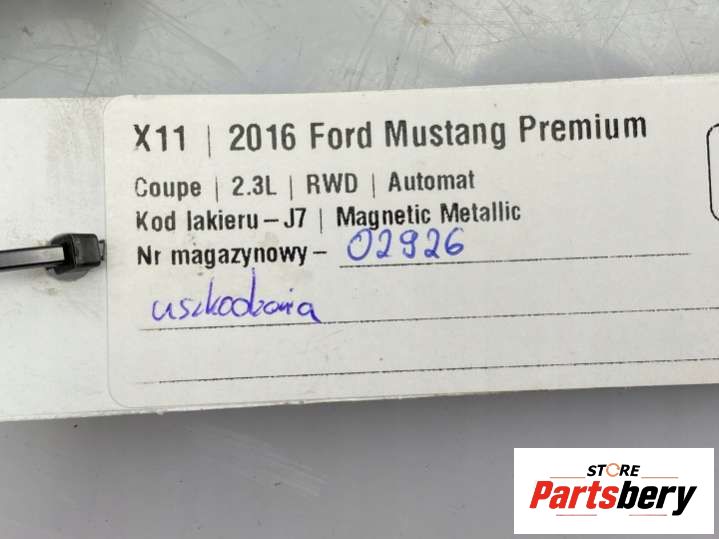 X11 | 2016 Ford Mustang Premium
Coupe | 2.3L | RWD | Automat
Kod lakieru – J7 | Magnetic Metallic
Nr magazynowy – 02926
uszkodzenia
STORE
Partsbery